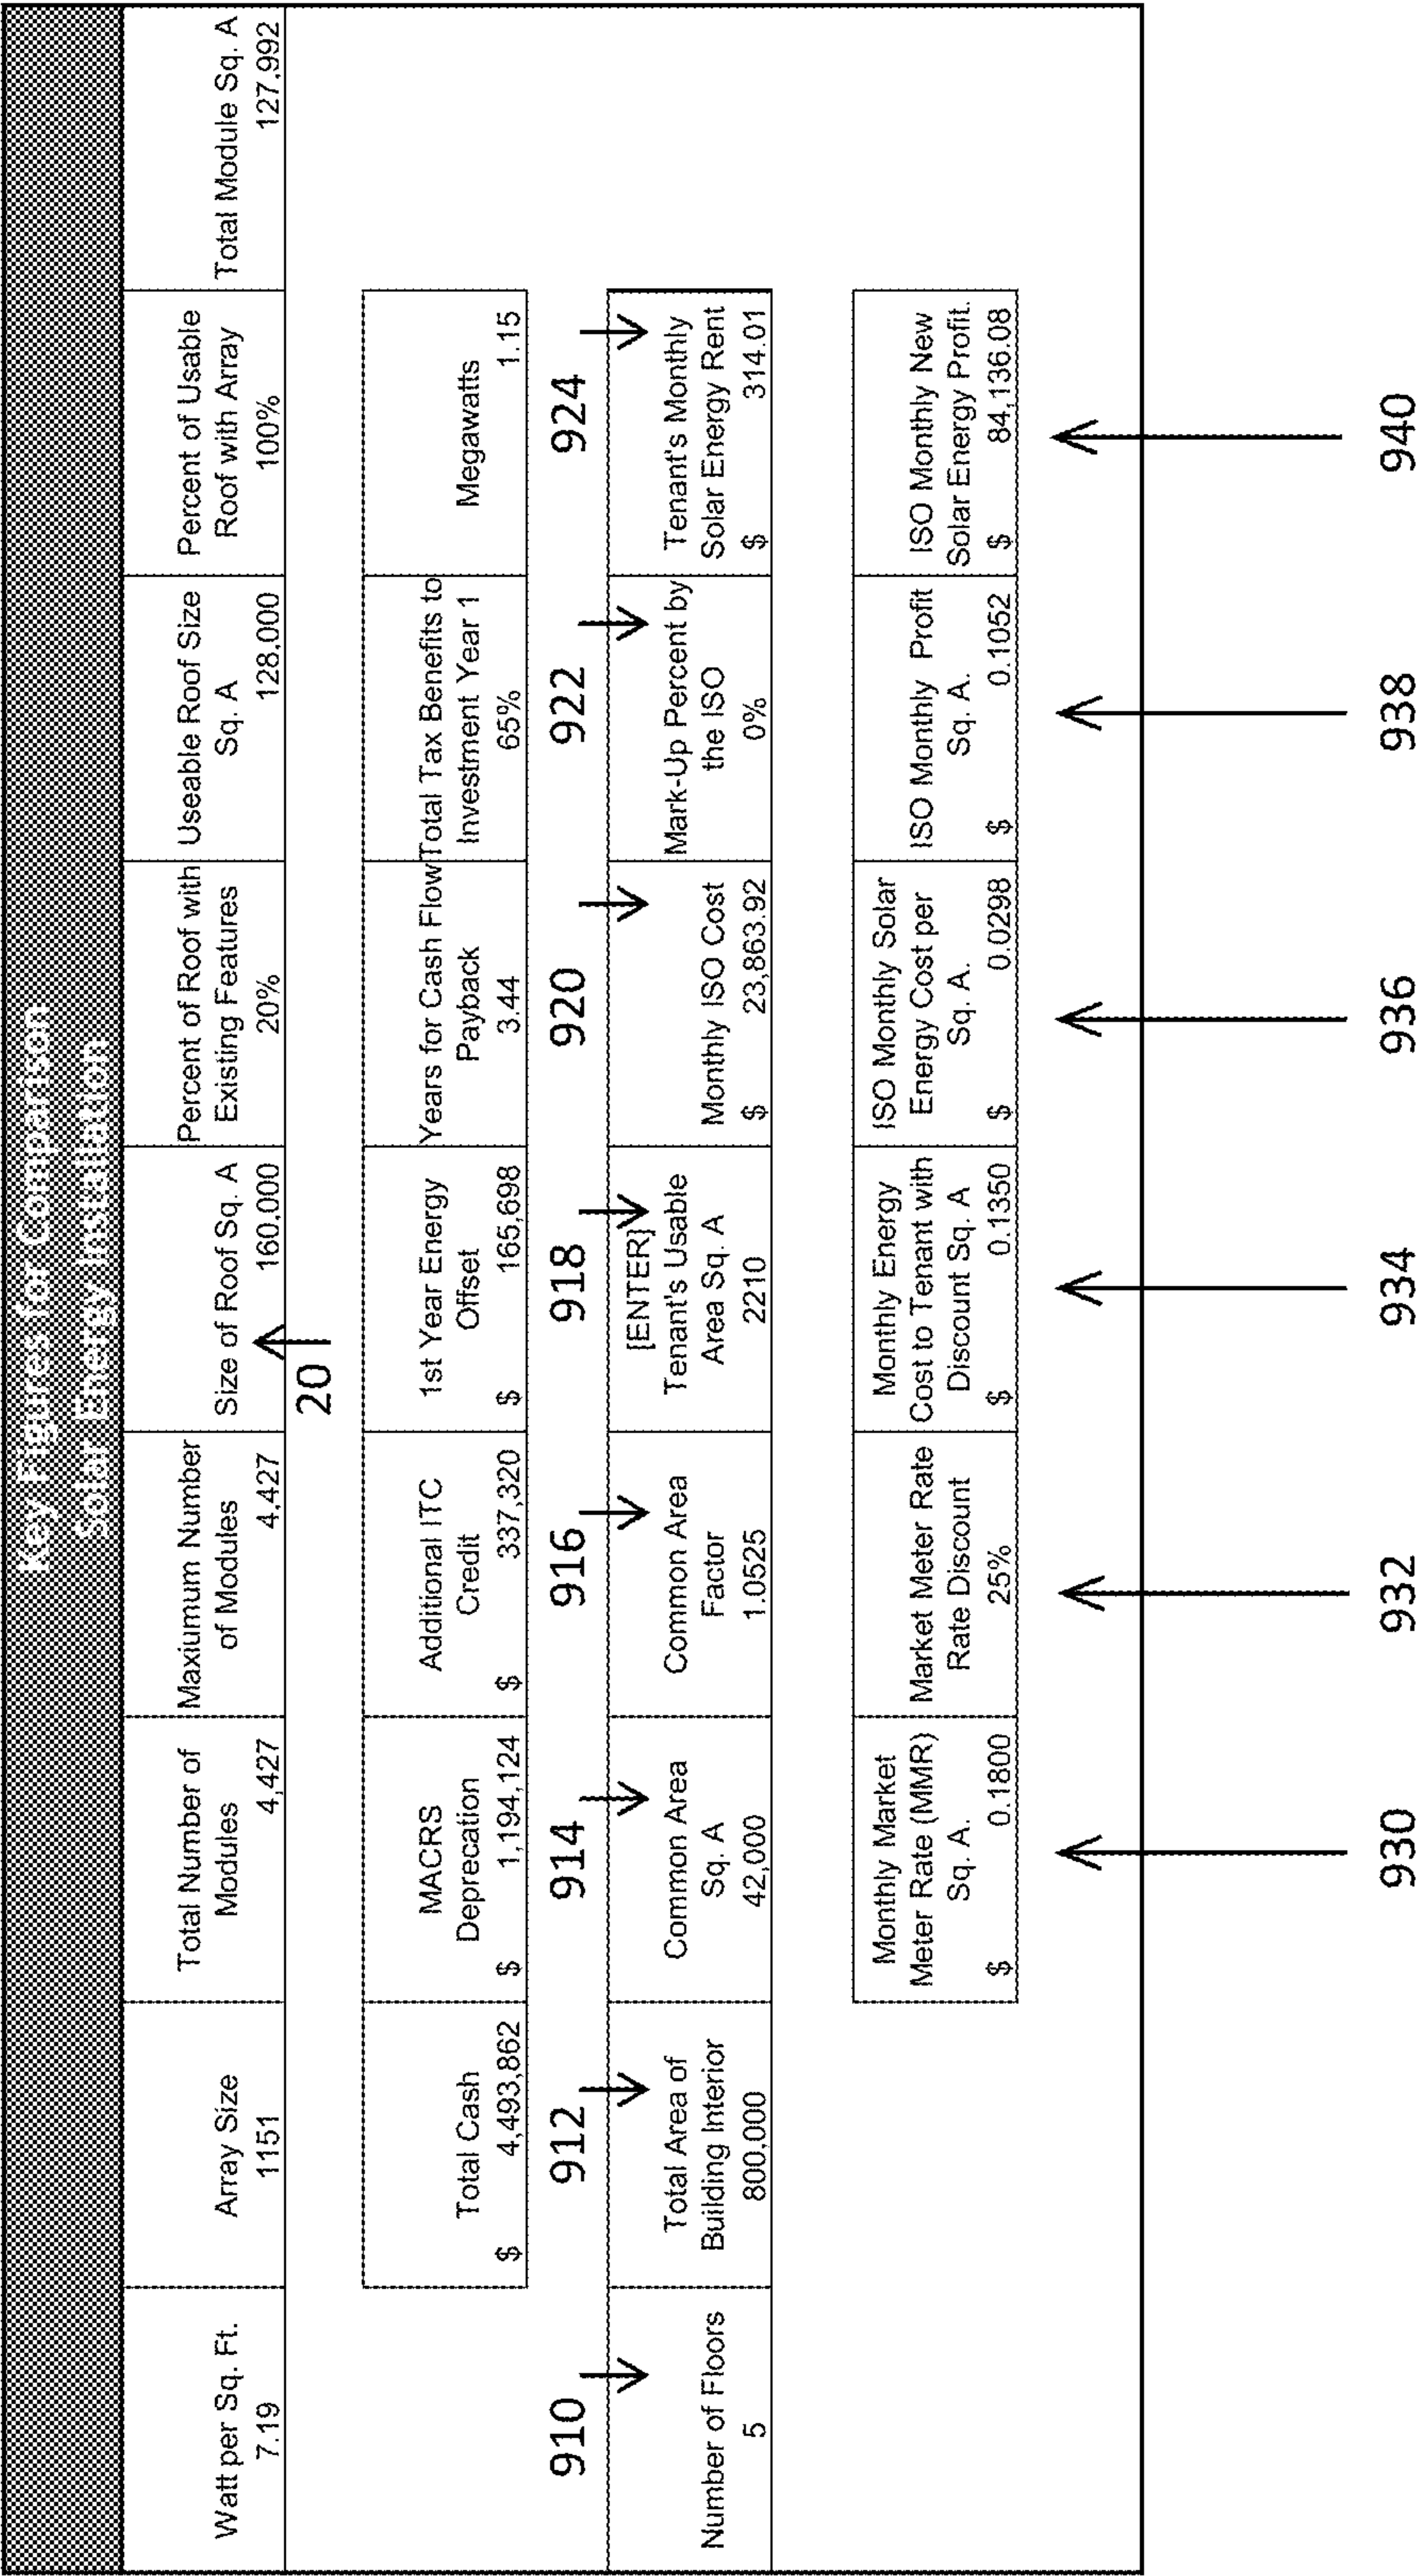 Key Figures for Comparison
Solar Energy Installation
Watt per Sq. Ft.
7.19
Array Size
1151
Total Number of
Modules
4,427
Maxiumum Number
of Modules
4,427
Size of Roof Sq. A
160,000
Percent of Roof with
Existing Features
20%
Useable Roof Size
Sq. A
128,000
Percent of Usable
Roof with Array
100%
Total Module Sq. A
127,992
20
Total Cash
$ 4,493,862
MACRS
Deprecation
$ 1,194,124
Additional ITC
Credit
$ 337,320
1st Year Energy
Offset
$ 165,698
Years for Cash Flow
Payback
3.44
Total Tax Benefits to
Investment Year 1
65%
Megawatts
1.15
910
912
914
916
918
920
922
924
Number of Floors
5
Total Area of
Building Interior
800,000
Common Area
Sq. A
42,000
Common Area
Factor
1.0525
[ENTER]
Tenant's Usable
Area Sq. A
2210
Monthly ISO Cost
$ 23,863.92
Mark-Up Percent by
the ISO
0%
Tenant's Monthly
Solar Energy Rent
$ 314.01
Monthly Market
Meter Rate (MMR)
Sq. A.
$ 0.1800
Market Meter Rate
Rate Discount
25%
Monthly Energy
Cost to Tenant with
Discount Sq. A
$ 0.1350
ISO Monthly Solar
Energy Cost per
Sq. A.
$ 0.0298
ISO Monthly Profit
Sq. A.
$ 0.1052
ISO Monthly New
Solar Energy Profit.
$ 84,136.08
930
932
934
936
938
940